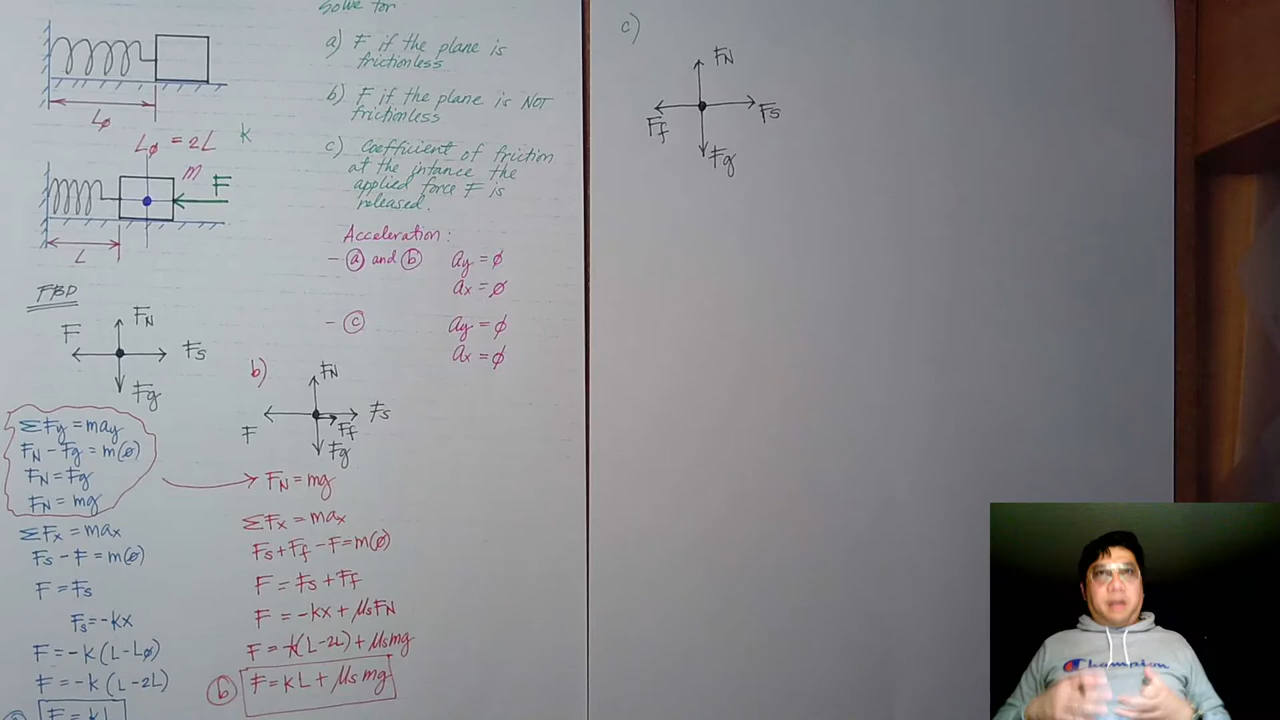 Solve for
a) F if the plane is
frictionless
b) F if the plane is NOT
frictionless
c) Coefficient of friction
at the intance the
applied force F is
released.
Lφ
Lφ = 2L
k
m
F
L
Acceleration:
- ⓐ and ⓑ ay = φ
ax = φ
- ⓒ ay = φ
ax = φ
FBD
FN
F
Fs
Fg
ΣFy = may
FN - Fg = m(φ)
FN = Fg
FN = mg
ΣFx = max
Fs - F = m(φ)
F = Fs
Fs = -kx
F = -k (L - Lφ)
F = -k (L - 2L)
F = kL
b)
FN
Fs
Ff
F
Fg
FN = mg
ΣFx = max
Fs + Ff - F = m(φ)
F = Fs + Ff
F = -kx + μsFN
F = -k(L-2L) + μsmg
ⓑ F = kL + μsmg
c)
FN
Fs
Ff
Fg
Champion